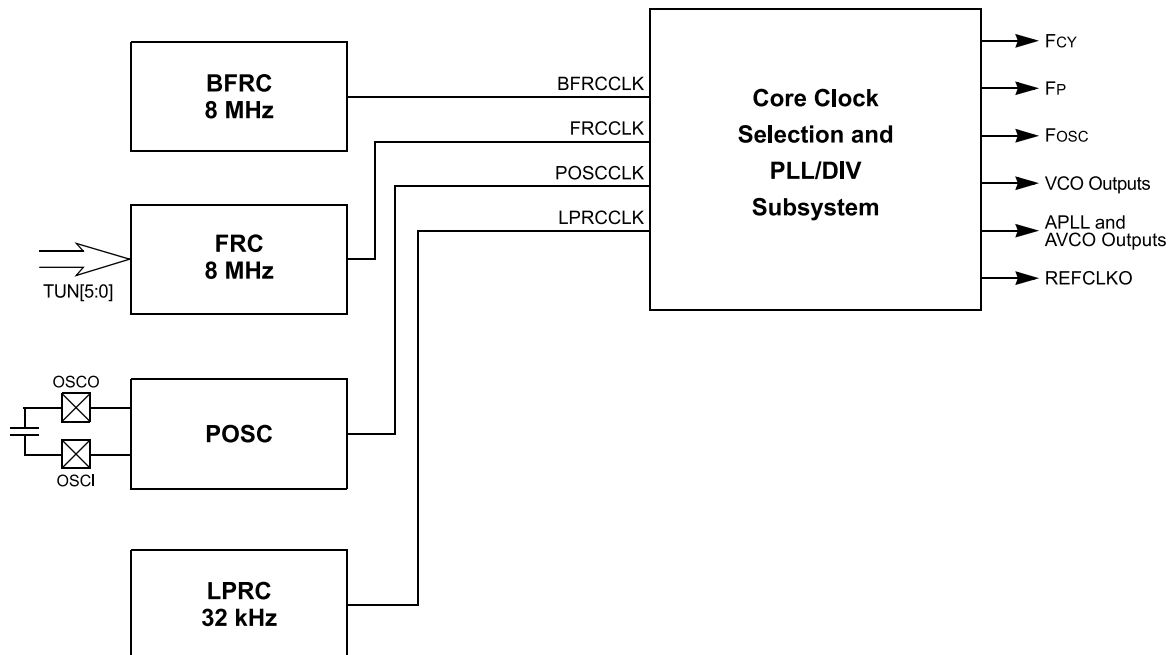 BFRC
8 MHz
BFRCCLK
FRCCLK
POSCCLK
LPRCCLK
Core Clock
Selection and
PLL/DIV
Subsystem
FCY
FP
FOSC
VCO Outputs
APLL and
AVCO Outputs
REFCLKO
FRC
8 MHz
TUN[5:0]
OSCO
POSC
OSCI
LPRC
32 kHz